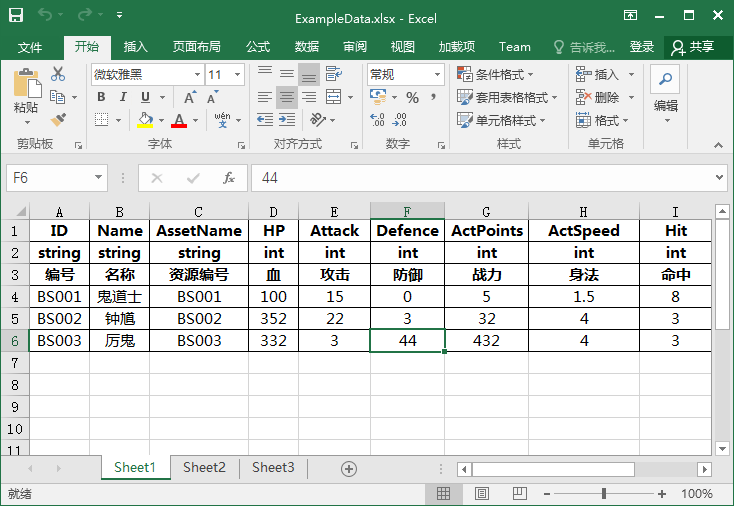 ExampleData.xlsx - Excel
文件 开始 插入 页面布局 公式 数据 审阅 视图 加载项 Team 告诉我... 登录 共享
粘贴
微软雅黑 11
B I U A A
A wén 文
常规
% ,
条件格式
套用表格格式
单元格样式
插入
删除
格式
编辑
剪贴板 字体 对齐方式 数字 样式 单元格
F6 fx 44
A B C D E F G H I
1 ID Name AssetName HP Attack Defence ActPoints ActSpeed Hit
2 string string string int int int int int int
3 编号 名称 资源编号 血 攻击 防御 战力 身法 命中
4 BS001 鬼道士 BS001 100 15 0 5 1.5 8
5 BS002 钟馗 BS002 352 22 3 32 4 3
6 BS003 厉鬼 BS003 332 3 44 432 4 3
7
8
9
10
11
Sheet1 Sheet2 Sheet3
就绪 100%